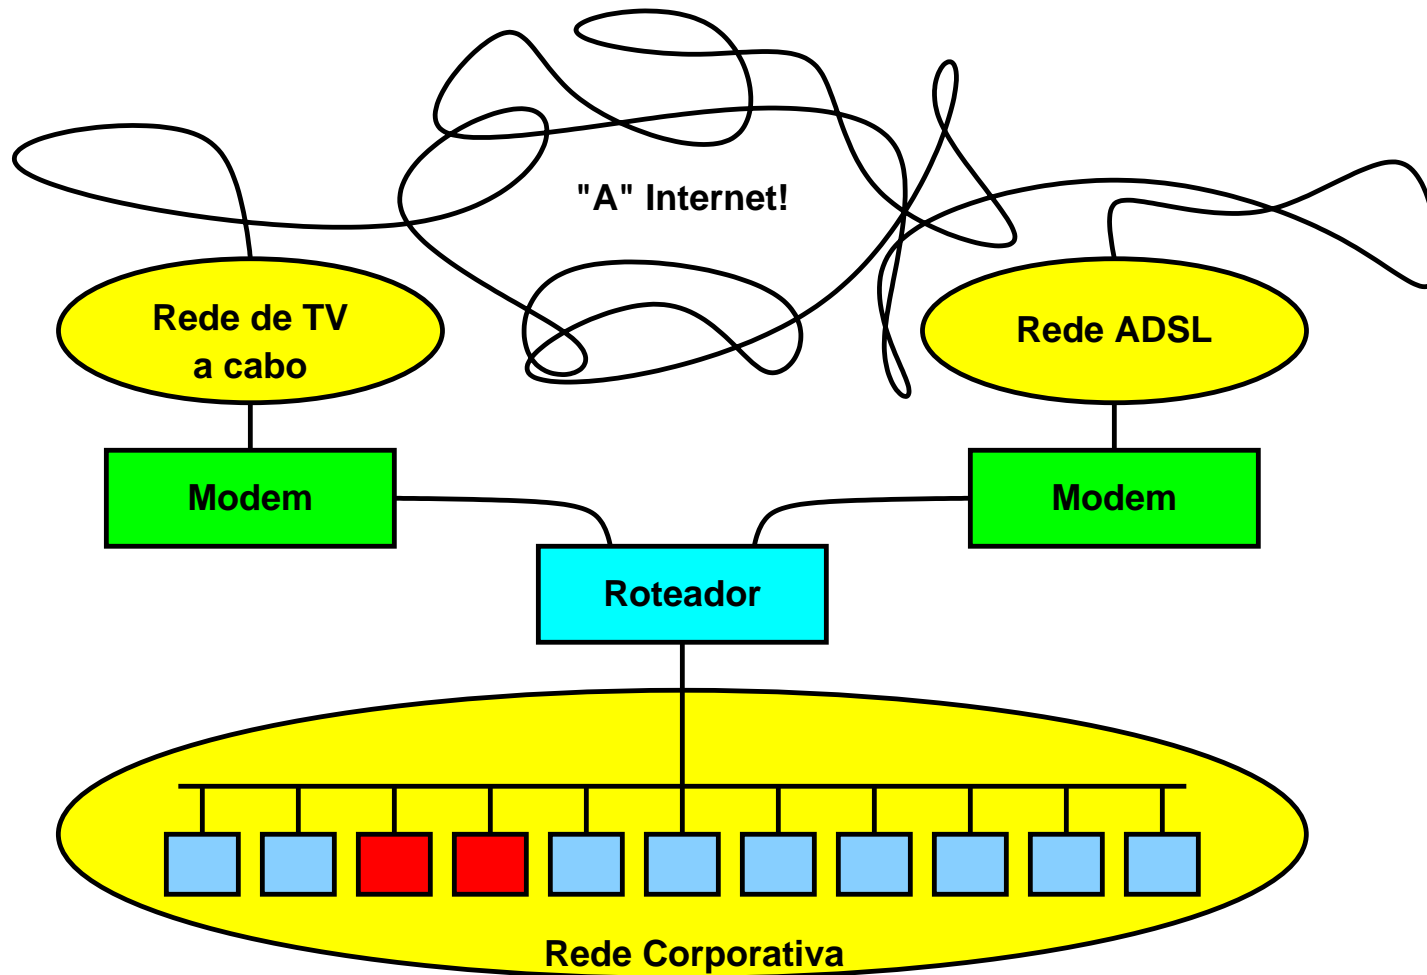 "A" Internet!
Rede de TV
a cabo
Rede ADSL
Modem
Modem
Roteador
Rede Corporativa